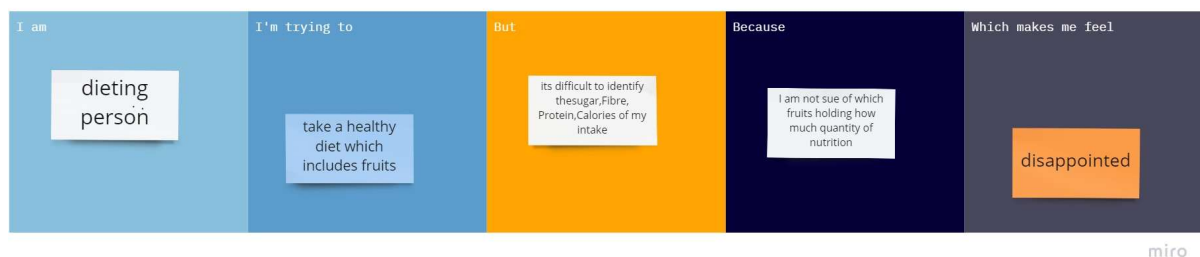 I am
dieting
person
I'm trying to
take a healthy
diet which
includes fruits
But
its difficult to identify
thesugar,Fibre,
Protein,Calories of my
intake
Because
I am not sue of which
fruits holding how
much quantity of
nutrition
Which makes me feel
disappointed
miro